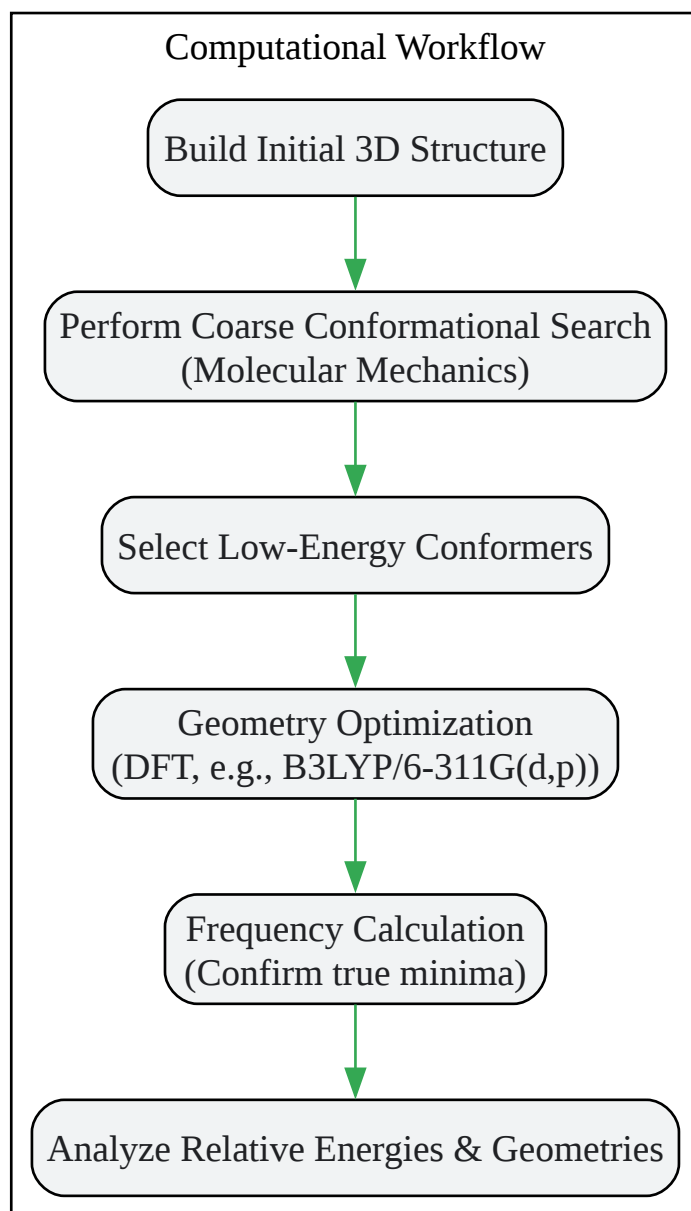 Computational Workflow
Build Initial 3D Structure
Perform Coarse Conformational Search
(Molecular Mechanics)
Select Low-Energy Conformers
Geometry Optimization
(DFT, e.g., B3LYP/6-311G(d,p))
Frequency Calculation
(Confirm true minima)
Analyze Relative Energies & Geometries